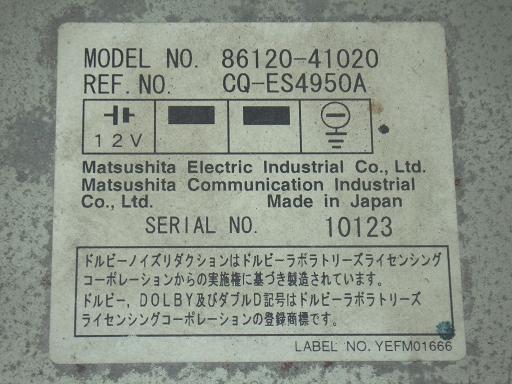 MODEL NO. 86120-41020
REF. NO. CQ-ES4950A
12V
Matsushita Electric Industrial Co., Ltd.
Matsushita Communication Industrial
Co., Ltd. Made in Japan
SERIAL NO. 10123
ドルビーノイズリダクションはドルビーラボラトリーズライセンシング
コーポレーションからの実施権に基づき製造されています。
ドルビー, DOLBY及びダブルD記号はドルビーラボラトリーズ
ライセンシングコーポレーションの登録商標です。
LABEL NO. YEFM01666